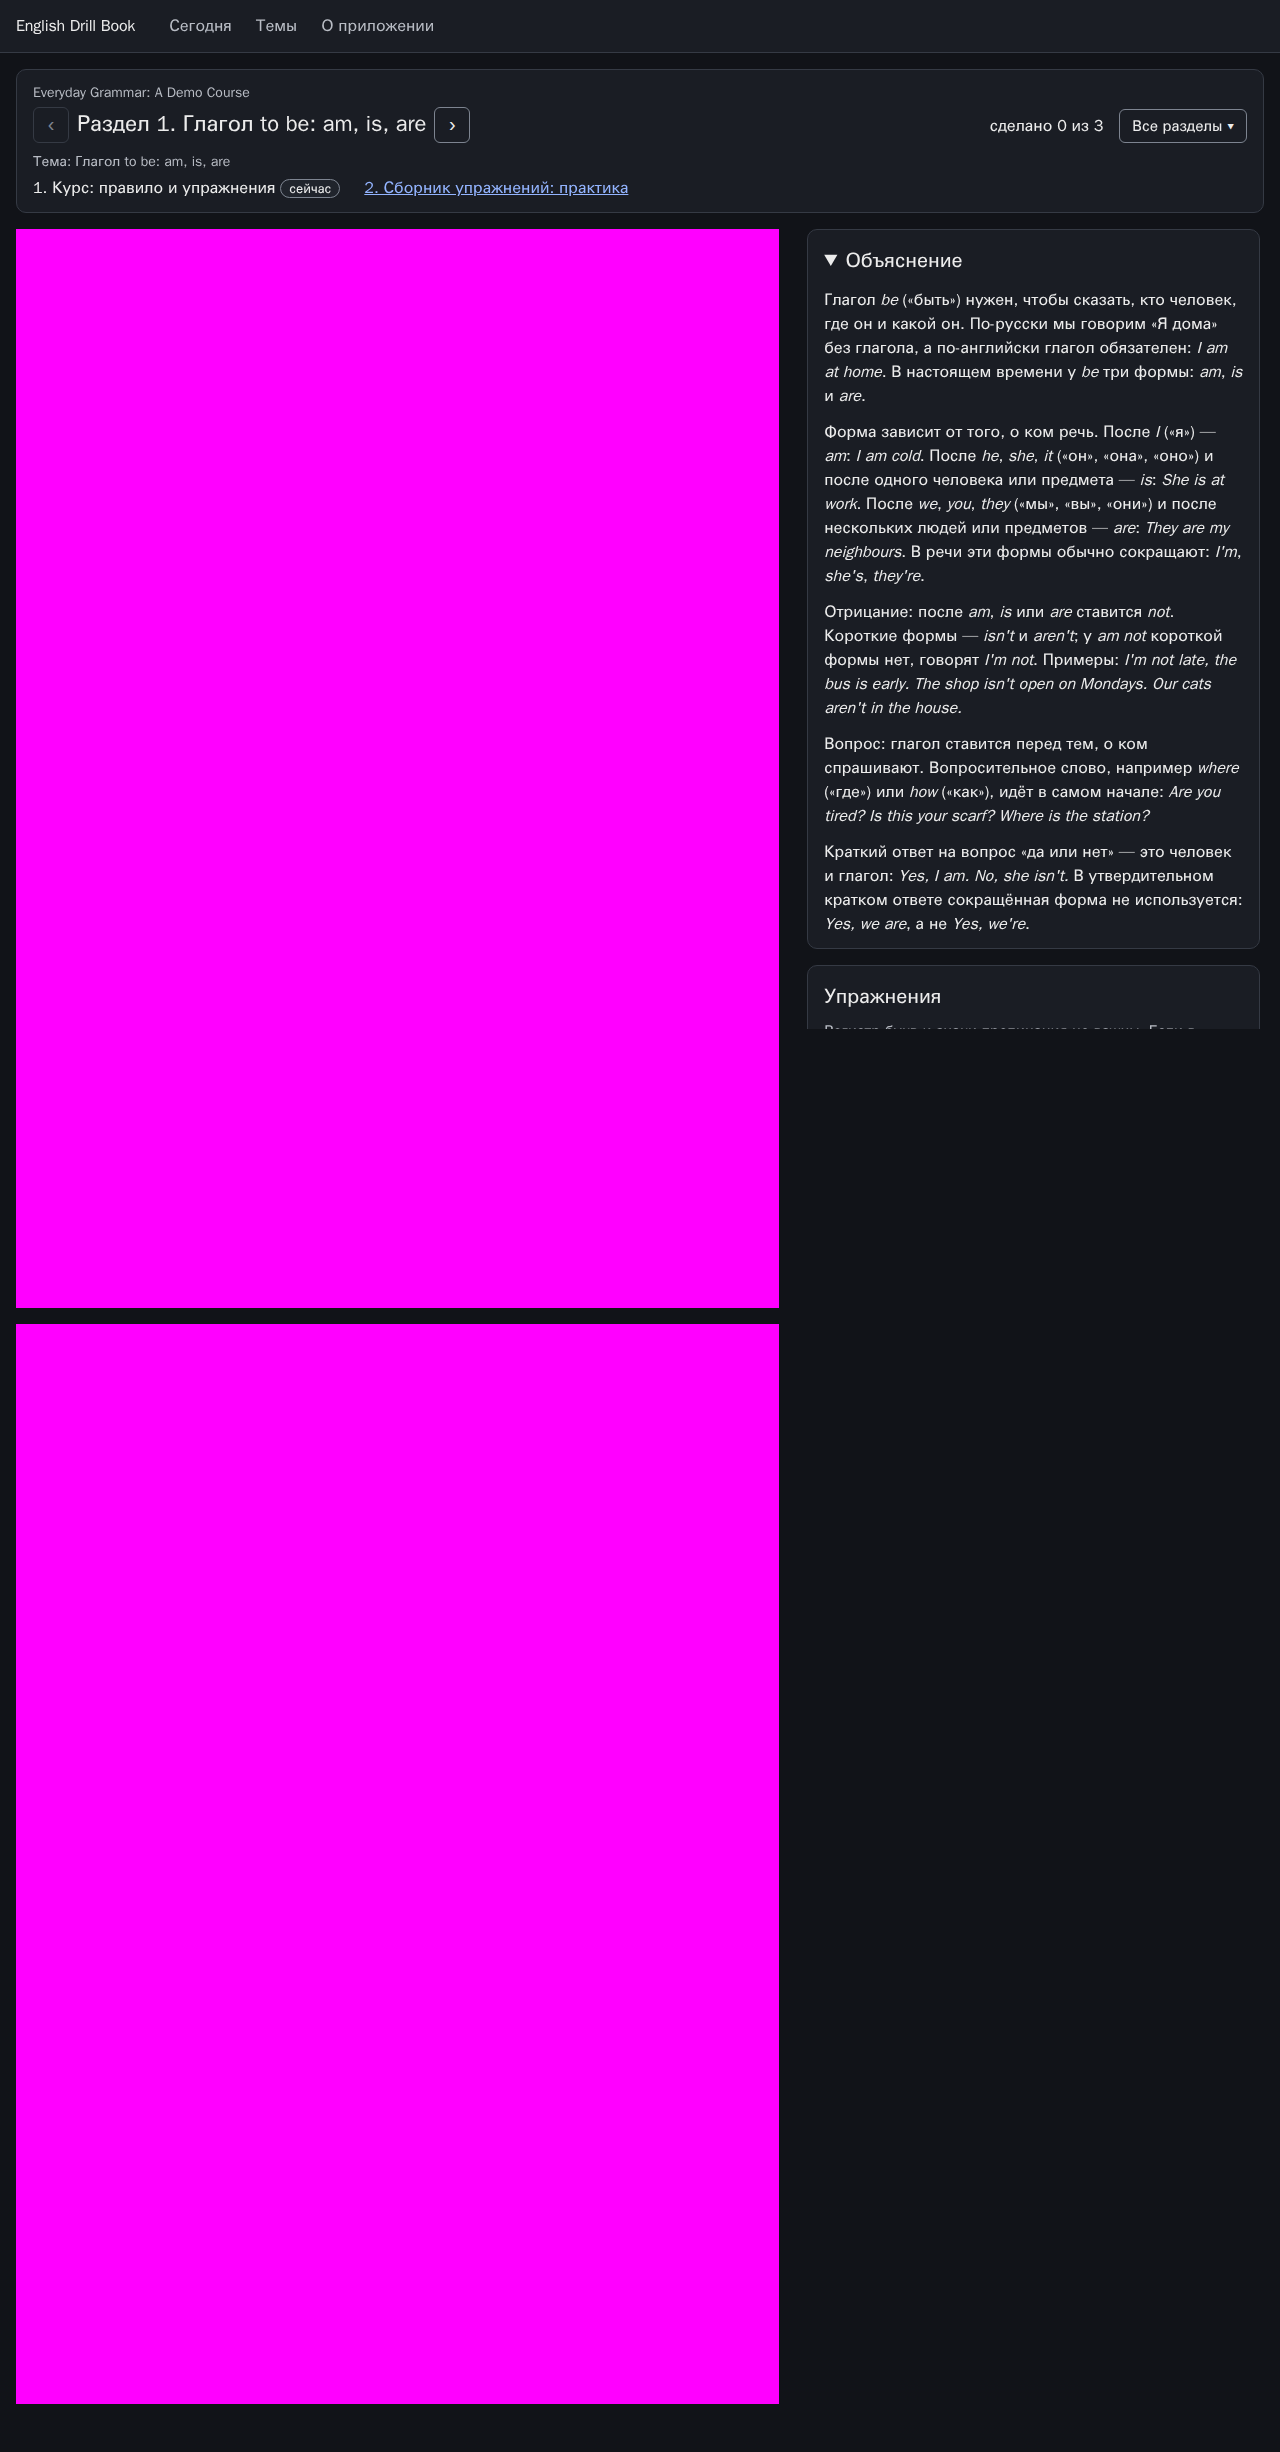 English Drill Book Сегодня Темы О приложении
Everyday Grammar: A Demo Course
‹ Раздел 1. Глагол to be: am, is, are › сделано 0 из 3 Все разделы ▾
Тема: Глагол to be: am, is, are
1. Курс: правило и упражнения сейчас 2. Сборник упражнений: практика
▼ Объяснение
Глагол be («быть») нужен, чтобы сказать, кто человек,
где он и какой он. По-русски мы говорим «Я дома»
без глагола, а по-английски глагол обязателен: I am
at home. В настоящем времени у be три формы: am, is
и are.
Форма зависит от того, о ком речь. После I («я») —
am: I am cold. После he, she, it («он», «она», «оно») и
после одного человека или предмета — is: She is at
work. После we, you, they («мы», «вы», «они») и после
нескольких людей или предметов — are: They are my
neighbours. В речи эти формы обычно сокращают: I'm,
she's, they're.
Отрицание: после am, is или are ставится not.
Короткие формы — isn't и aren't; у am not короткой
формы нет, говорят I'm not. Примеры: I'm not late, the
bus is early. The shop isn't open on Mondays. Our cats
aren't in the house.
Вопрос: глагол ставится перед тем, о ком
спрашивают. Вопросительное слово, например where
(«где») или how («как»), идёт в самом начале: Are you
tired? Is this your scarf? Where is the station?
Краткий ответ на вопрос «да или нет» — это человек
и глагол: Yes, I am. No, she isn't. В утвердительном
кратком ответе сокращённая форма не используется:
Yes, we are, а не Yes, we're.
Упражнения